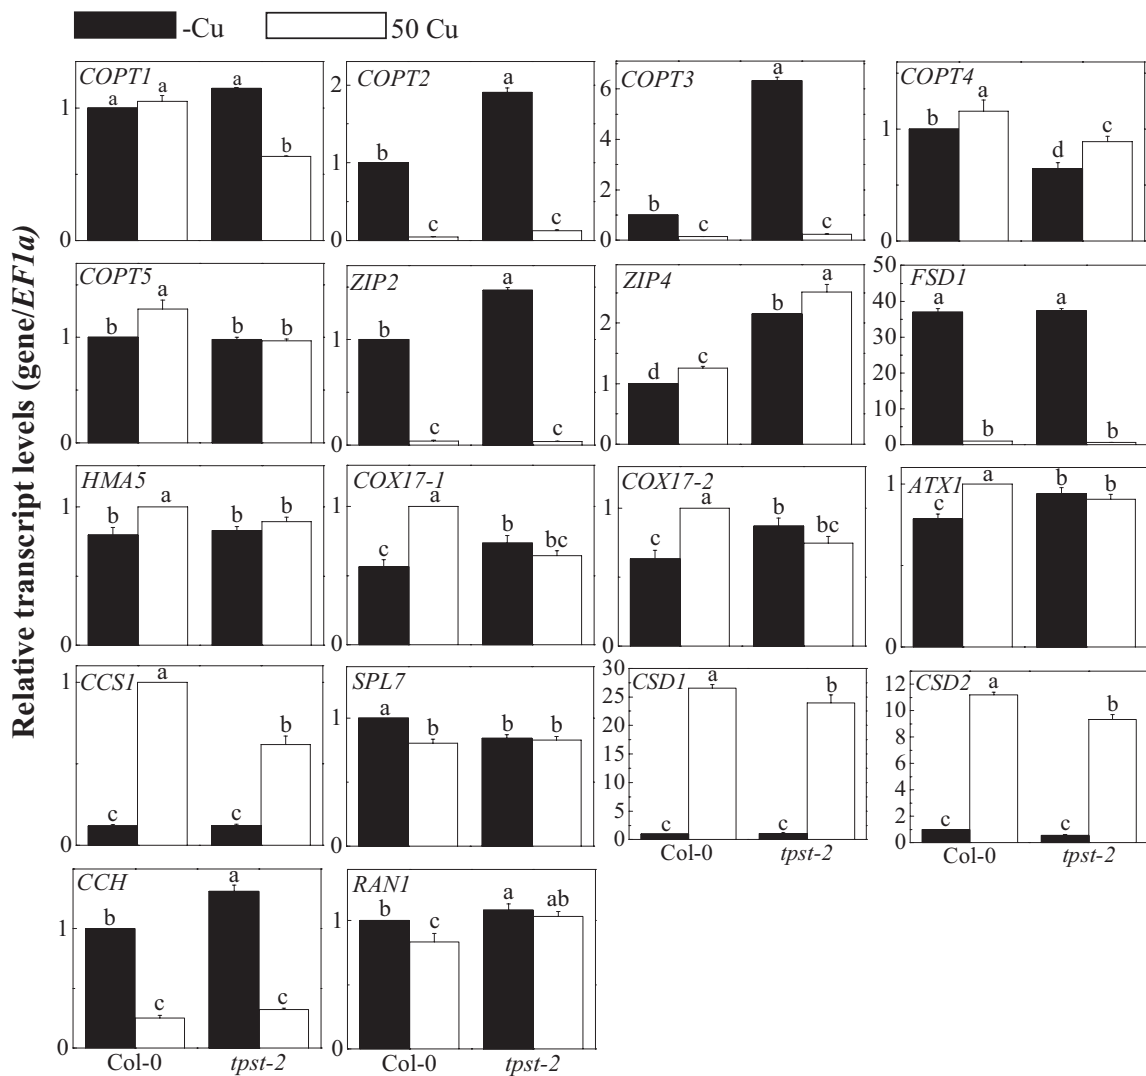 -Cu 50 Cu
Relative transcript levels (gene/EF1a)
COPT1 COPT2 COPT3 COPT4
a a a b
b c a c
b c a c
b a d c
1 0
2 1 0
6 4 2 0
1 0
COPT5 ZIP2 ZIP4 FSD1
b a b b
b c a c
d c b a
a b a b
1 0
1 0
2 1 0
50 40 30 20 10 0
HMA5 COX17-1 COX17-2 ATX1
b a b b
c a b bc
c a b bc
c a b b
1 0
1 0
1 0
1 0
CCS1 SPL7 CSD1 CSD2
c a c b
a b b b
c a c b
c a c b
1 0
1 0
30 25 20 15 10 5 0
12 10 8 6 4 2 0
Col-0 tpst-2 Col-0 tpst-2
CCH RAN1
b c a c
b c a ab
1 0
1 0
Col-0 tpst-2 Col-0 tpst-2